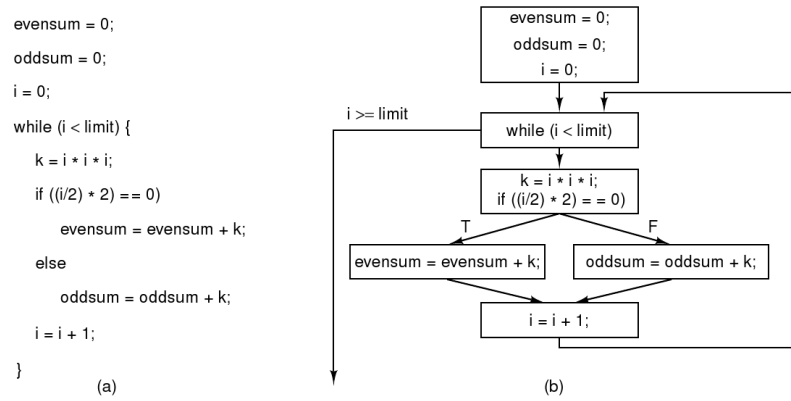 evensum = 0;
oddsum = 0;
i = 0;
while (i < limit) {
k = i * i * i;
if ((i/2) * 2) == 0)
evensum = evensum + k;
else
oddsum = oddsum + k;
i = i + 1;
}
(a)
evensum = 0;
oddsum = 0;
i = 0;
i >= limit
while (i < limit)
k = i * i * i;
if ((i/2) * 2) == 0)
T
F
evensum = evensum + k;
oddsum = oddsum + k;
i = i + 1;
(b)